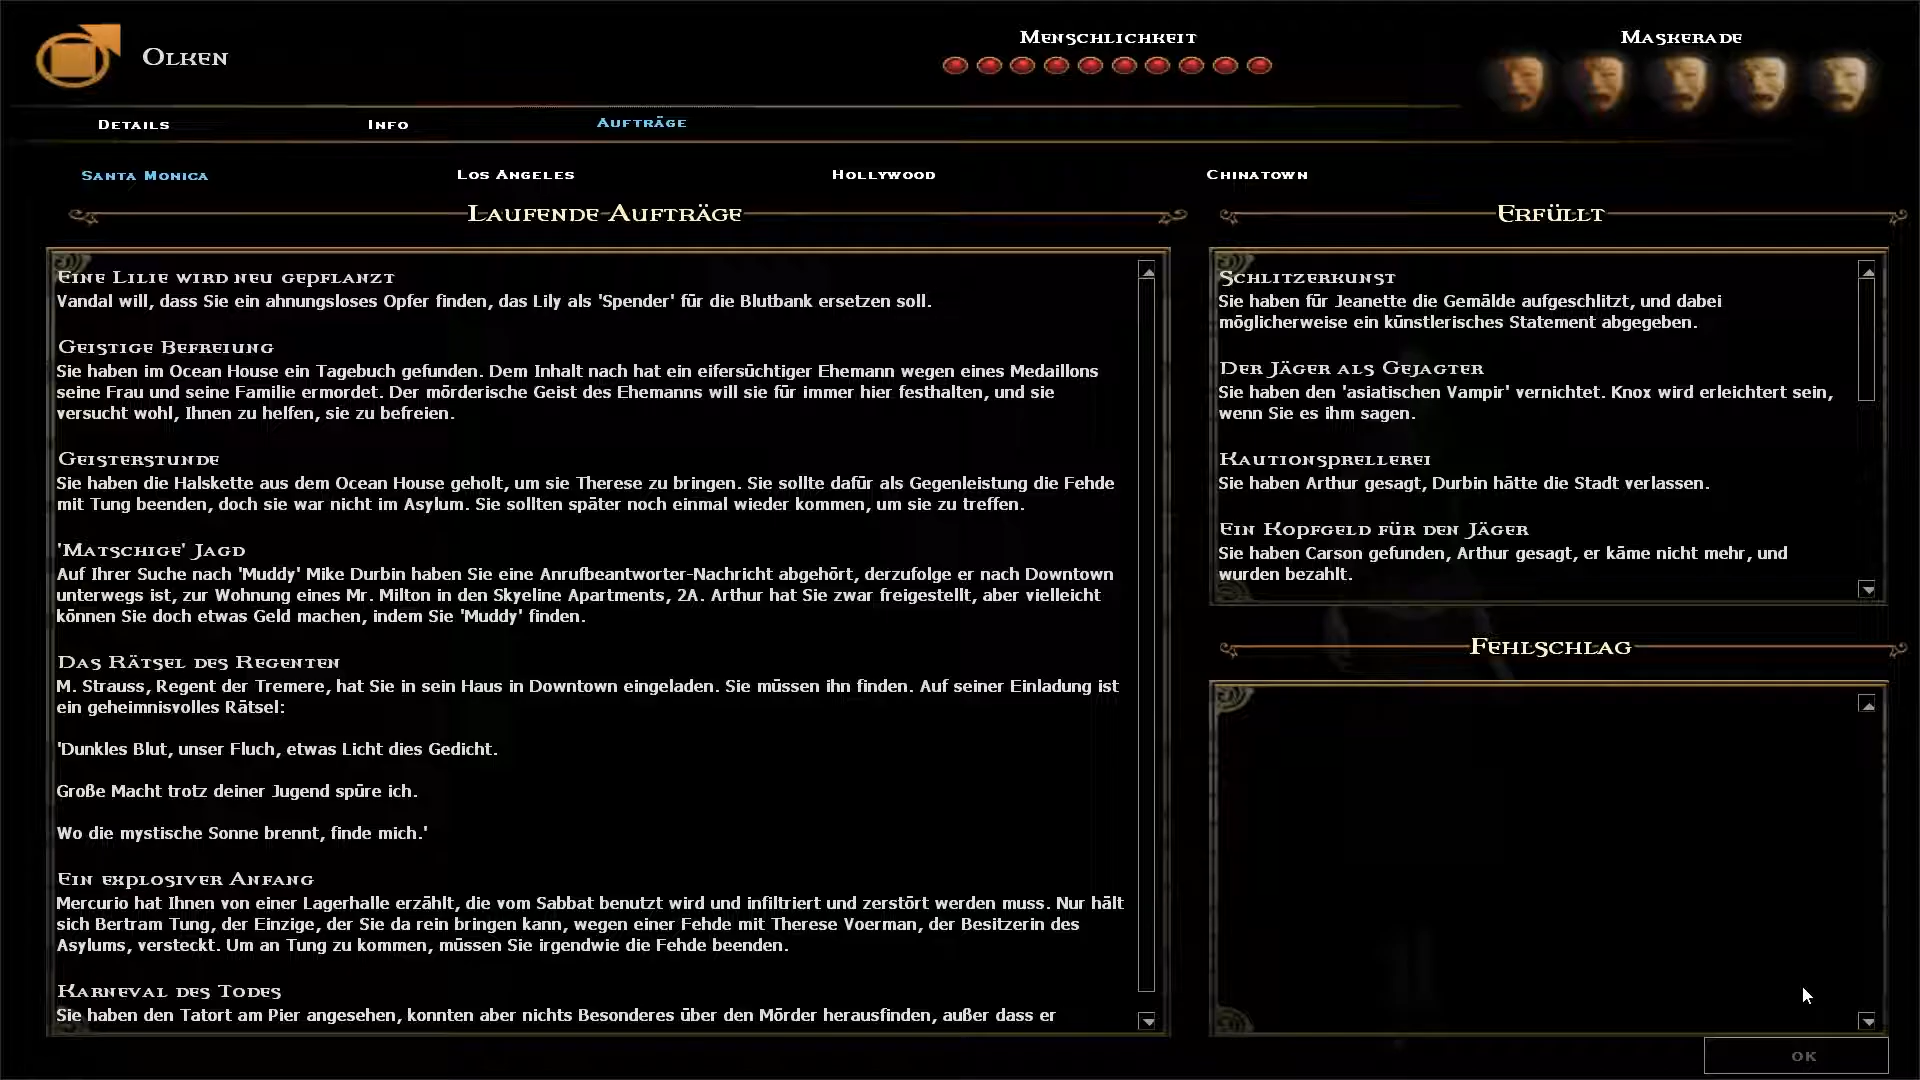 Olken
Menschlichkeit
Maskerade
Details
Info
Aufträge
Santa Monica
Los Angeles
Hollywood
Chinatown
Laufende Aufträge
Eine Lilie wird neu gepflanzt
Vandal will, dass Sie ein ahnungsloses Opfer finden, das Lily als 'Spender' für die Blutbank ersetzen soll.
Geistige Befreiung
Sie haben im Ocean House ein Tagebuch gefunden. Dem Inhalt nach hat ein eifersüchtiger Ehemann wegen eines Medaillons
seine Frau und seine Familie ermordet. Der mörderische Geist des Ehemanns will sie für immer hier festhalten, und sie
versucht wohl, Ihnen zu helfen, sie zu befreien.
Geisterstunde
Sie haben die Halskette aus dem Ocean House geholt, um sie Therese zu bringen. Sie sollte dafür als Gegenleistung die Fehde
mit Tung beenden, doch sie war nicht im Asylum. Sie sollten später noch einmal wieder kommen, um sie zu treffen.
'Matschige' Jagd
Auf Ihrer Suche nach 'Muddy' Mike Durbin haben Sie eine Anrufbeantworter-Nachricht abgehört, derzufolge er nach Downtown
unterwegs ist, zur Wohnung eines Mr. Milton in den Skyeline Apartments, 2A. Arthur hat Sie zwar freigestellt, aber vielleicht
können Sie doch etwas Geld machen, indem Sie 'Muddy' finden.
Das Rätsel des Regenten
M. Strauss, Regent der Tremere, hat Sie in sein Haus in Downtown eingeladen. Sie müssen ihn finden. Auf seiner Einladung ist
ein geheimnisvolles Rätsel:
'Dunkles Blut, unser Fluch, etwas Licht dies Gedicht.
Große Macht trotz deiner Jugend spüre ich.
Wo die mystische Sonne brennt, finde mich.'
Ein explosiver Anfang
Mercurio hat Ihnen von einer Lagerhalle erzählt, die vom Sabbat benutzt wird und infiltriert und zerstört werden muss. Nur hält
sich Bertram Tung, der Einzige, der Sie da rein bringen kann, wegen einer Fehde mit Therese Voerman, der Besitzerin des
Asylums, versteckt. Um an Tung zu kommen, müssen Sie irgendwie die Fehde beenden.
Karneval des Todes
Sie haben den Tatort am Pier angesehen, konnten aber nichts Besonderes über den Mörder herausfinden, außer dass er
Erfüllt
Schlitzerkunst
Sie haben für Jeanette die Gemälde aufgeschlitzt, und dabei
möglicherweise ein künstlerisches Statement abgegeben.
Der Jäger als Gejagter
Sie haben den 'asiatischen Vampir' vernichtet. Knox wird erleichtert sein,
wenn Sie es ihm sagen.
Kautionsprellerei
Sie haben Arthur gesagt, Durbin hätte die Stadt verlassen.
Ein Kopfgeld für den Jäger
Sie haben Carson gefunden, Arthur gesagt, er käme nicht mehr, und
wurden bezahlt.
Fehlschlag
OK